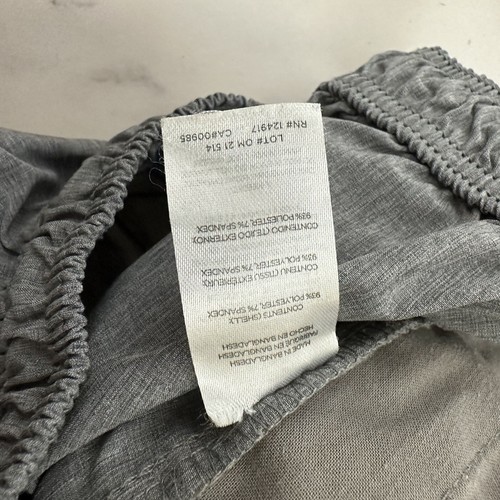 MADE IN BANGLADESH
FABRIQUE EN BANGLADESH
HECHO EN BANGLADESH
CONTENTS (SHELL):
93% POLYESTER, 7% SPANDEX
CONTENU (TISSU EXTÉRIEUR):
93% POLYESTER, 7% SPANDEX
CONTENIDO (TEJIDO EXTERNO):
93% POLYESTER, 7% SPANDEX
LOT# OM 21 514
RN# 124917 CA#00985